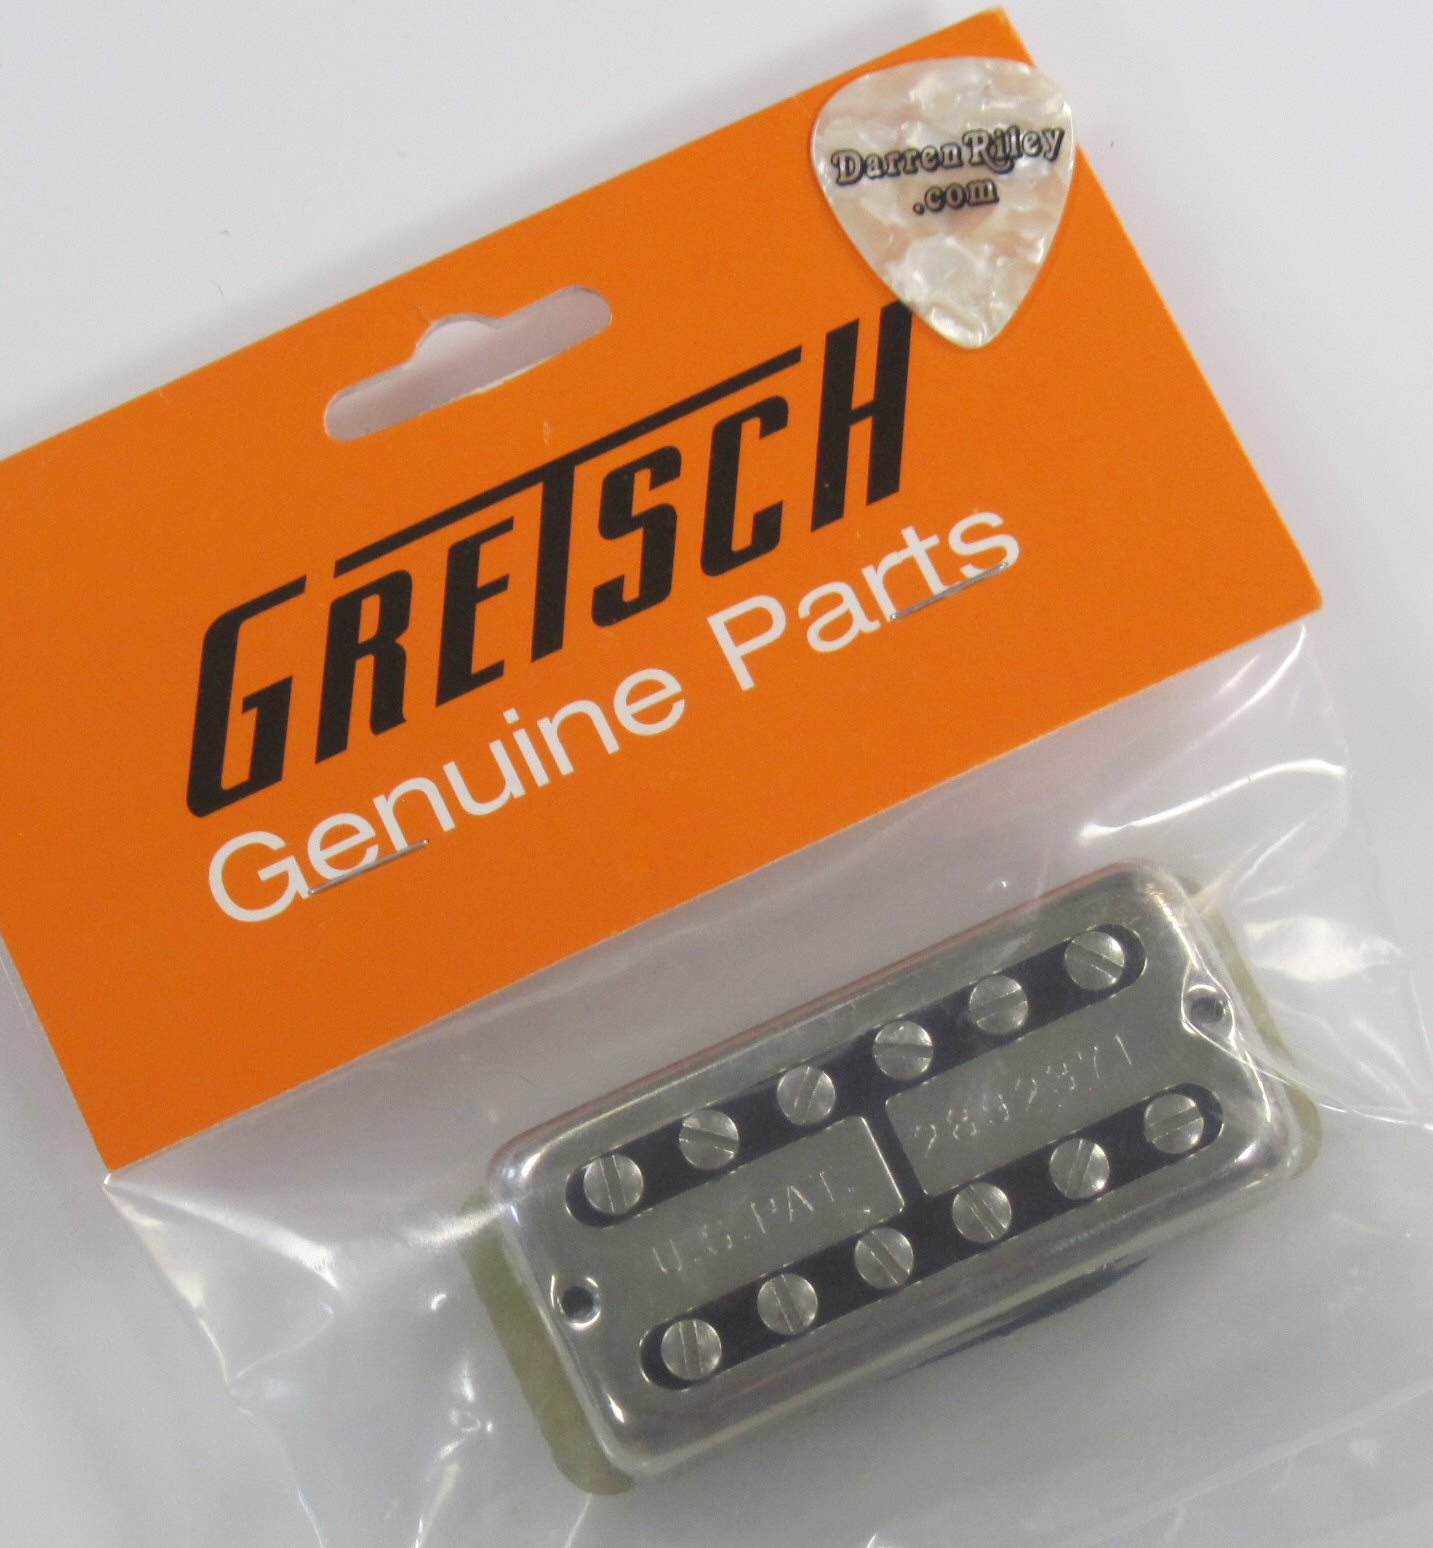 DarrenRiley
.com
GRETSCH
Genuine Parts
U.S. PAT.
2892371